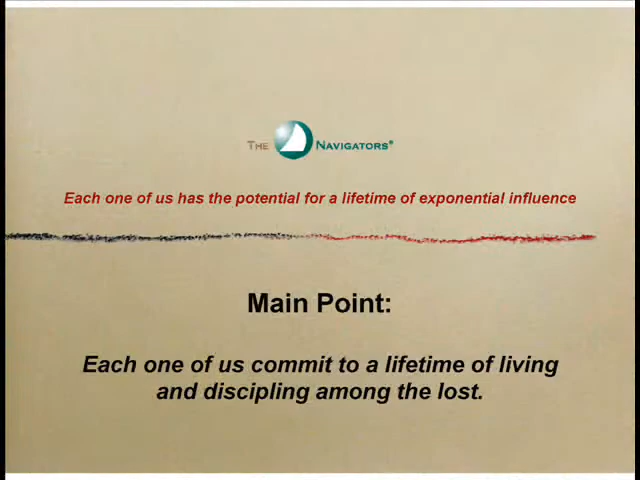 THE NAVIGATORS®
Each one of us has the potential for a lifetime of exponential influence
Main Point:
Each one of us commit to a lifetime of living
and discipling among the lost.